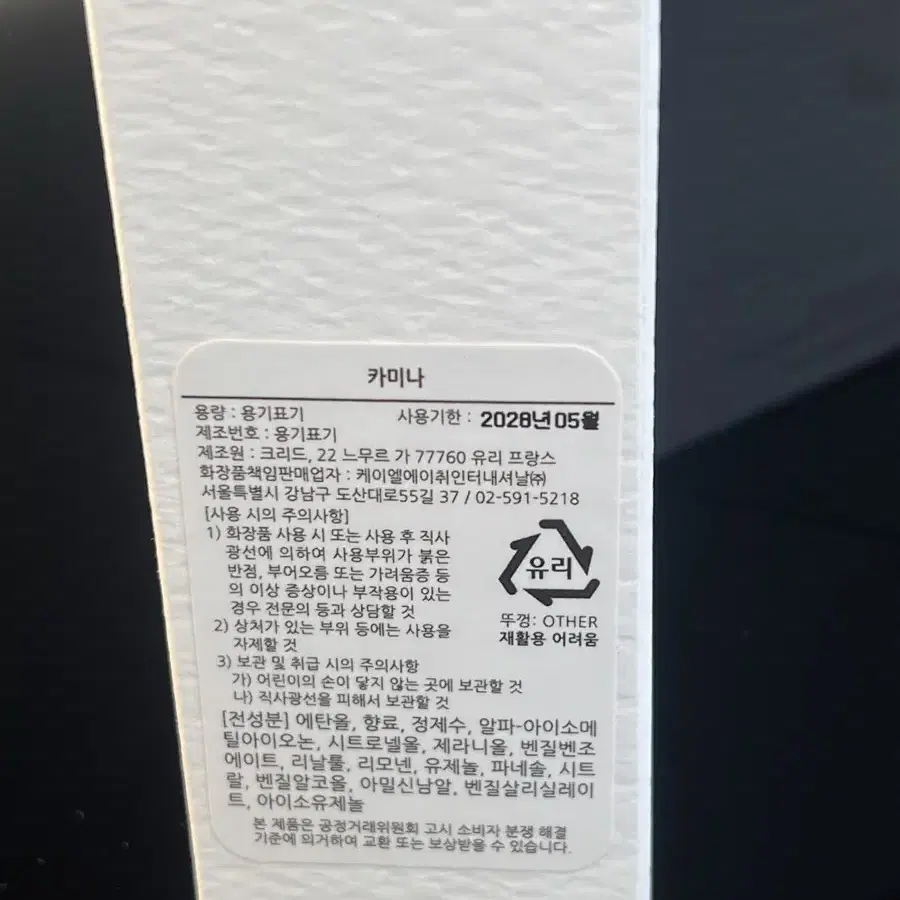 카미나
용량 : 용기표기 사용기한 : 2028년 05월
제조번호 : 용기표기
제조원 : 크리드, 22 느무르 가 77760 유리 프랑스
화장품책임판매업자 : 케이엘에이취인터내셔날㈜
서울특별시 강남구 도산대로55길 37 / 02-591-5218
[사용 시의 주의사항]
1) 화장품 사용 시 또는 사용 후 직사
광선에 의하여 사용부위가 붉은
반점, 부어오름 또는 가려움증 등
의 이상 증상이나 부작용이 있는
경우 전문의 등과 상담할 것
2) 상처가 있는 부위 등에는 사용을
자제할 것
3) 보관 및 취급 시의 주의사항
가) 어린이의 손이 닿지 않는 곳에 보관할 것
나) 직사광선을 피해서 보관할 것
유리
뚜껑: OTHER
재활용 어려움
[전성분] 에탄올, 향료, 정제수, 알파-아이소메
틸아이오논, 시트로넬올, 제라니올, 벤질벤조
에이트, 리날룰, 리모넨, 유제놀, 파네솔, 시트
랄, 벤질알코올, 아밀신남알, 벤질살리실레이
트, 아이소유제놀
본 제품은 공정거래위원회 고시 소비자 분쟁 해결
기준에 의거하여 교환 또는 보상받을 수 있습니다.